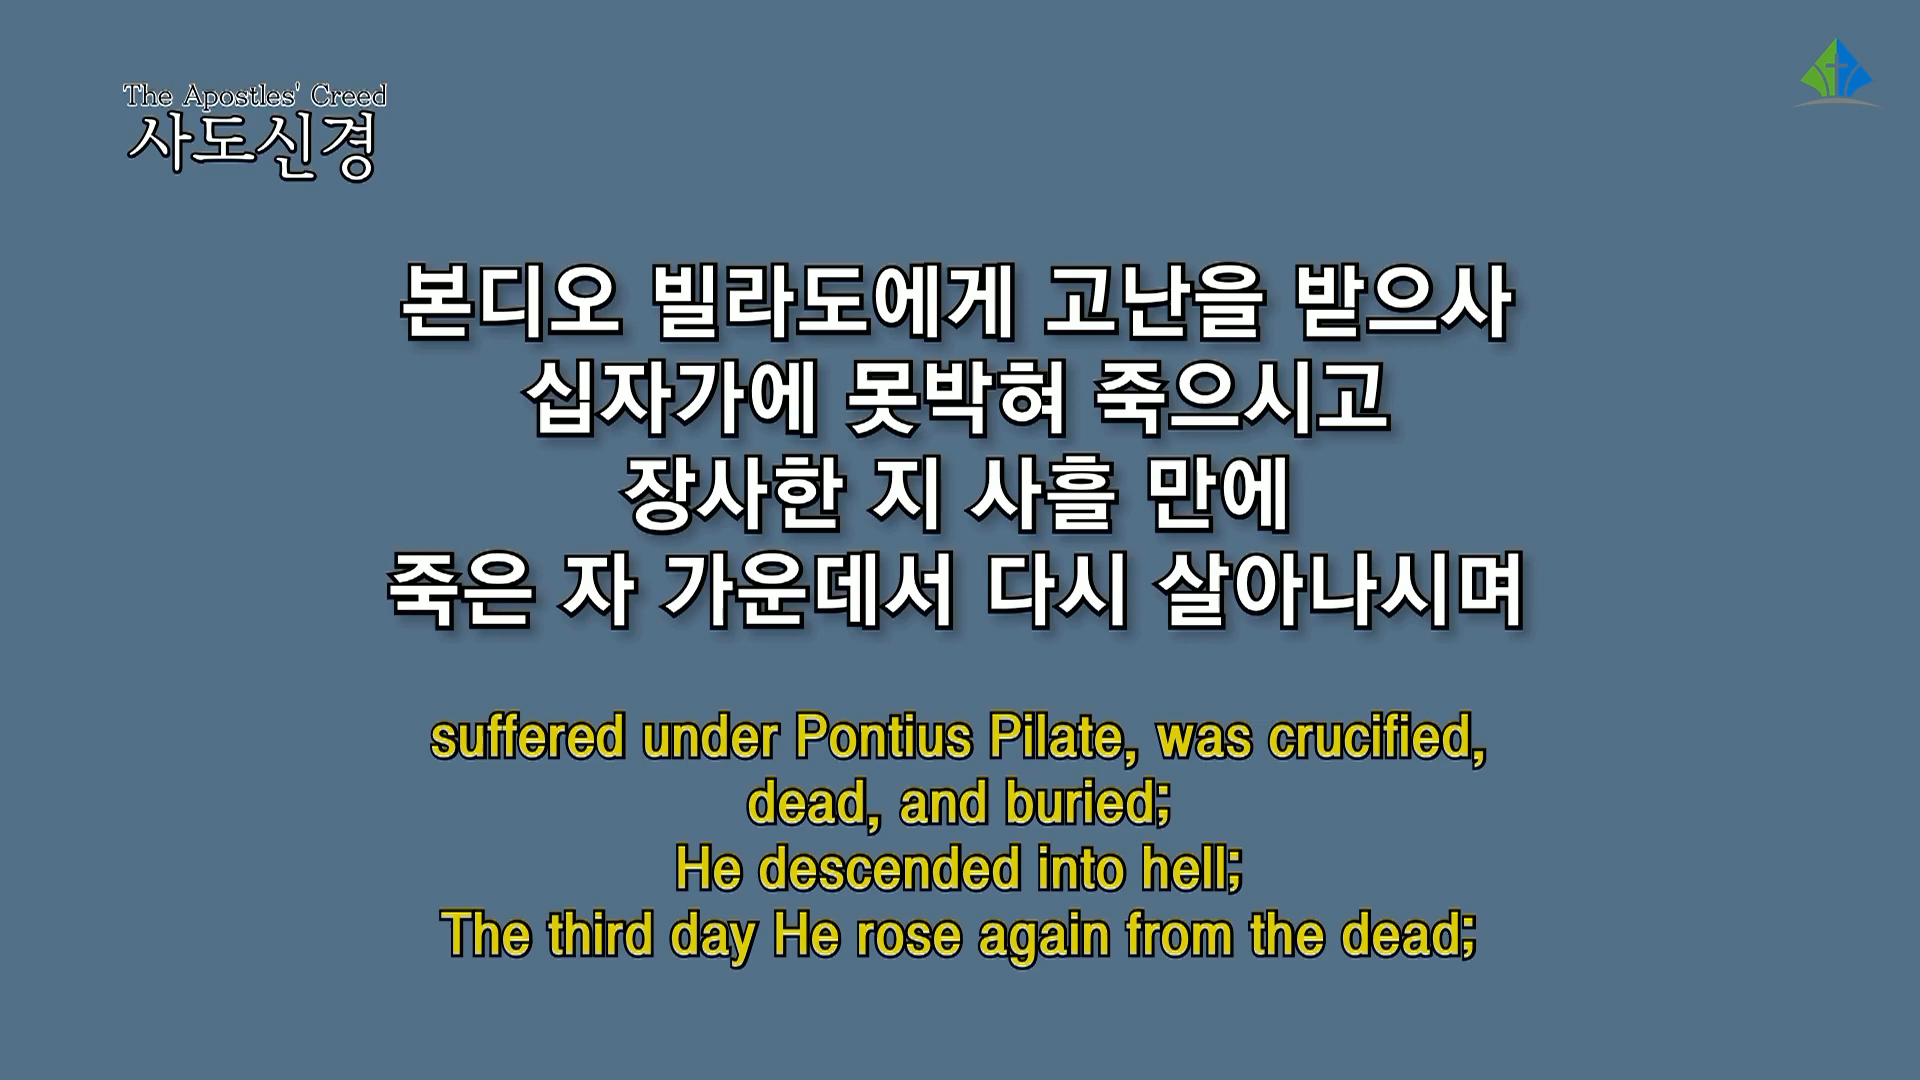 The Apostles' Creed
사도신경
본디오 빌라도에게 고난을 받으사
십자가에 못박혀 죽으시고
장사한 지 사흘 만에
죽은 자 가운데서 다시 살아나시며
suffered under Pontius Pilate, was crucified,
dead, and buried;
He descended into hell;
The third day He rose again from the dead;